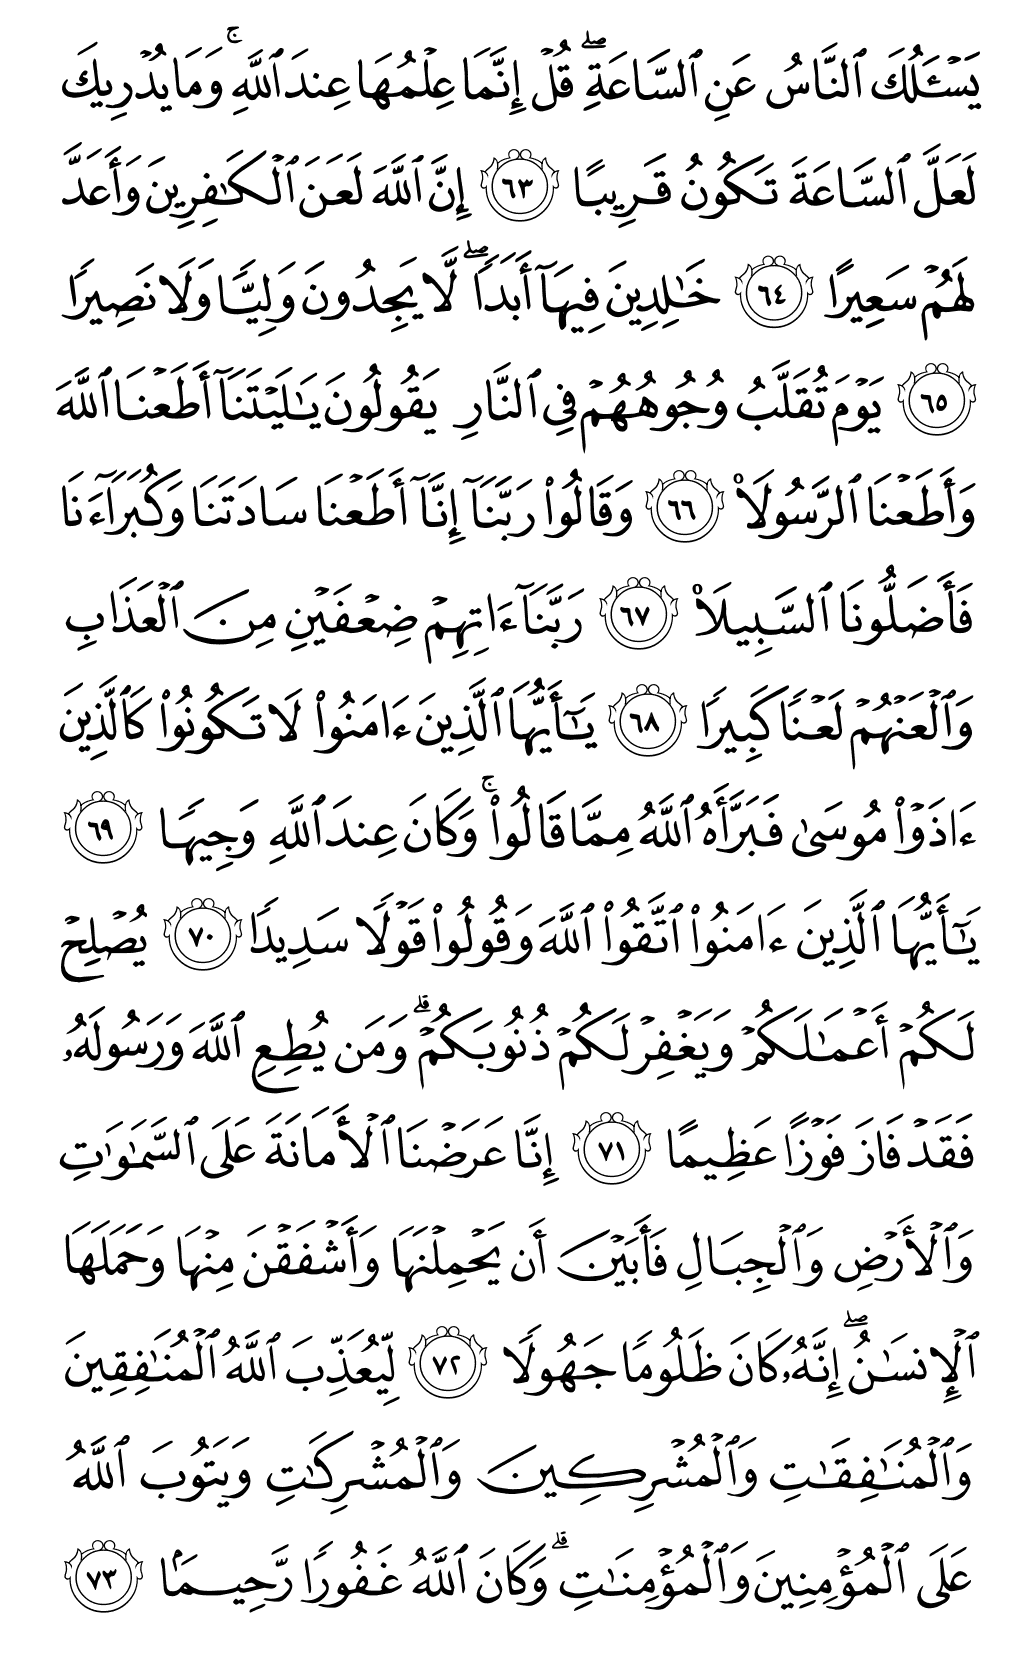 يَسْـَٔلُكَ ٱلنَّاسُ عَنِ ٱلسَّاعَةِۖ قُلْ إِنَّمَا عِلْمُهَا عِندَ ٱللَّهِۚ وَمَا يُدْرِيكَ
لَعَلَّ ٱلسَّاعَةَ تَكُونُ قَرِيبًا ٦٣ إِنَّ ٱللَّهَ لَعَنَ ٱلْكَٰفِرِينَ وَأَعَدَّ
لَهُمْ سَعِيرًا ٦٤ خَٰلِدِينَ فِيهَآ أَبَدًاۖ لَّا يَجِدُونَ وَلِيًّا وَلَا نَصِيرًا
٦٥ يَوْمَ تُقَلَّبُ وُجُوهُهُمْ فِى ٱلنَّارِ يَقُولُونَ يَٰلَيْتَنَآ أَطَعْنَا ٱللَّهَ
وَأَطَعْنَا ٱلرَّسُولَا۠ ٦٦ وَقَالُوا۟ رَبَّنَآ إِنَّآ أَطَعْنَا سَادَتَنَا وَكُبَرَآءَنَا
فَأَضَلُّونَا ٱلسَّبِيلَا۠ ٦٧ رَبَّنَآ ءَاتِهِمْ ضِعْفَيْنِ مِنَ ٱلْعَذَابِ
وَٱلْعَنْهُمْ لَعْنًا كَبِيرًا ٦٨ يَٰٓأَيُّهَا ٱلَّذِينَ ءَامَنُوا۟ لَا تَكُونُوا۟ كَٱلَّذِينَ
ءَاذَوْا۟ مُوسَىٰ فَبَرَّأَهُ ٱللَّهُ مِمَّا قَالُوا۟ۚ وَكَانَ عِندَ ٱللَّهِ وَجِيهًا ٦٩
يَٰٓأَيُّهَا ٱلَّذِينَ ءَامَنُوا۟ ٱتَّقُوا۟ ٱللَّهَ وَقُولُوا۟ قَوْلًا سَدِيدًا ٧٠ يُصْلِحْ
لَكُمْ أَعْمَٰلَكُمْ وَيَغْفِرْ لَكُمْ ذُنُوبَكُمْۗ وَمَن يُطِعِ ٱللَّهَ وَرَسُولَهُۥ
فَقَدْ فَازَ فَوْزًا عَظِيمًا ٧١ إِنَّا عَرَضْنَا ٱلْأَمَانَةَ عَلَى ٱلسَّمَٰوَٰتِ
وَٱلْأَرْضِ وَٱلْجِبَالِ فَأَبَيْنَ أَن يَحْمِلْنَهَا وَأَشْفَقْنَ مِنْهَا وَحَمَلَهَا
ٱلْإِنسَٰنُۖ إِنَّهُۥ كَانَ ظَلُومًا جَهُولًا ٧٢ لِّيُعَذِّبَ ٱللَّهُ ٱلْمُنَٰفِقِينَ
وَٱلْمُنَٰفِقَٰتِ وَٱلْمُشْرِكِينَ وَٱلْمُشْرِكَٰتِ وَيَتُوبَ ٱللَّهُ
عَلَى ٱلْمُؤْمِنِينَ وَٱلْمُؤْمِنَٰتِۗ وَكَانَ ٱللَّهُ غَفُورًا رَّحِيمَۢا ٧٣